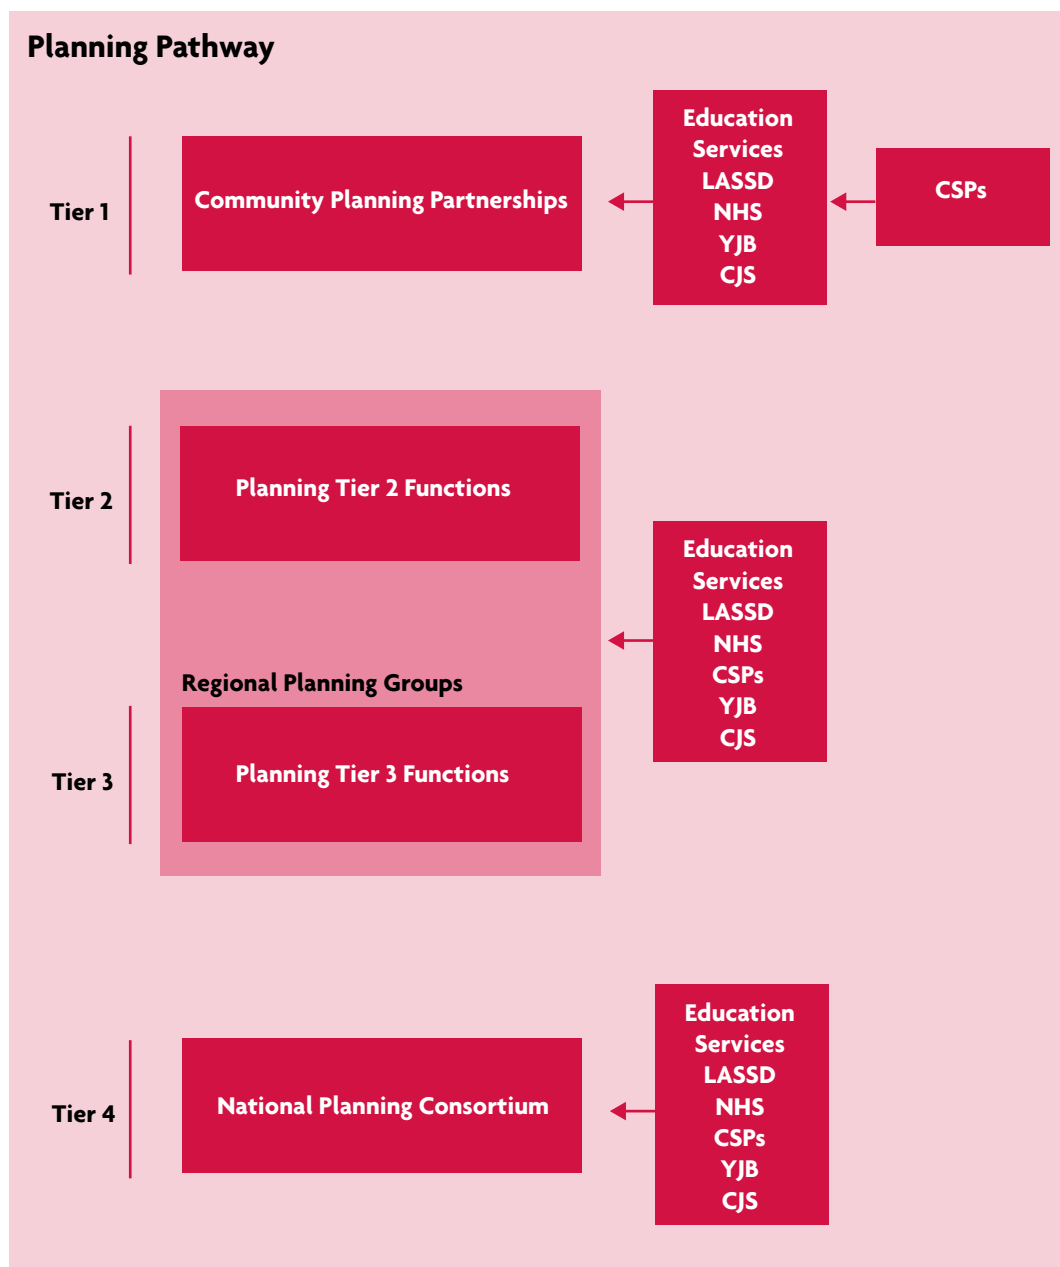 Planning Pathway
Tier 1
Community Planning Partnerships
Education
Services
LASSD
NHS
YJB
CJS
CSPs
Tier 2
Planning Tier 2 Functions
Regional Planning Groups
Tier 3
Planning Tier 3 Functions
Education
Services
LASSD
NHS
CSPs
YJB
CJS
Tier 4
National Planning Consortium
Education
Services
LASSD
NHS
CSPs
YJB
CJS